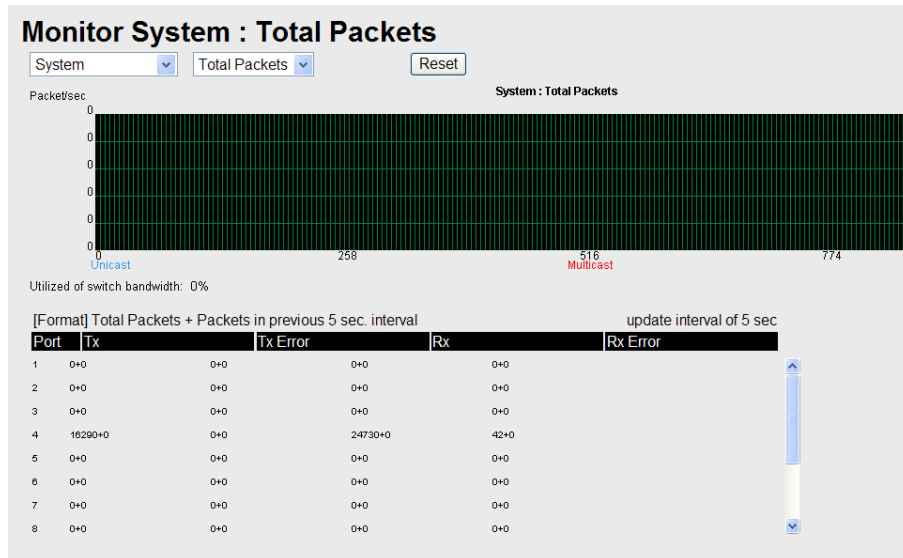 Monitor System : Total Packets
System Total Packets Reset
System : Total Packets
Packet/sec
0
0
0
0
0
0
0 258 516 774
Unicast Multicast
Utilized of switch bandwidth: 0%
[Format] Total Packets + Packets in previous 5 sec. interval update interval of 5 sec
Port Tx Tx Error Rx Rx Error
1 0+0 0+0 0+0 0+0
2 0+0 0+0 0+0 0+0
3 0+0 0+0 0+0 0+0
4 16290+0 0+0 24730+0 42+0
5 0+0 0+0 0+0 0+0
6 0+0 0+0 0+0 0+0
7 0+0 0+0 0+0 0+0
8 0+0 0+0 0+0 0+0